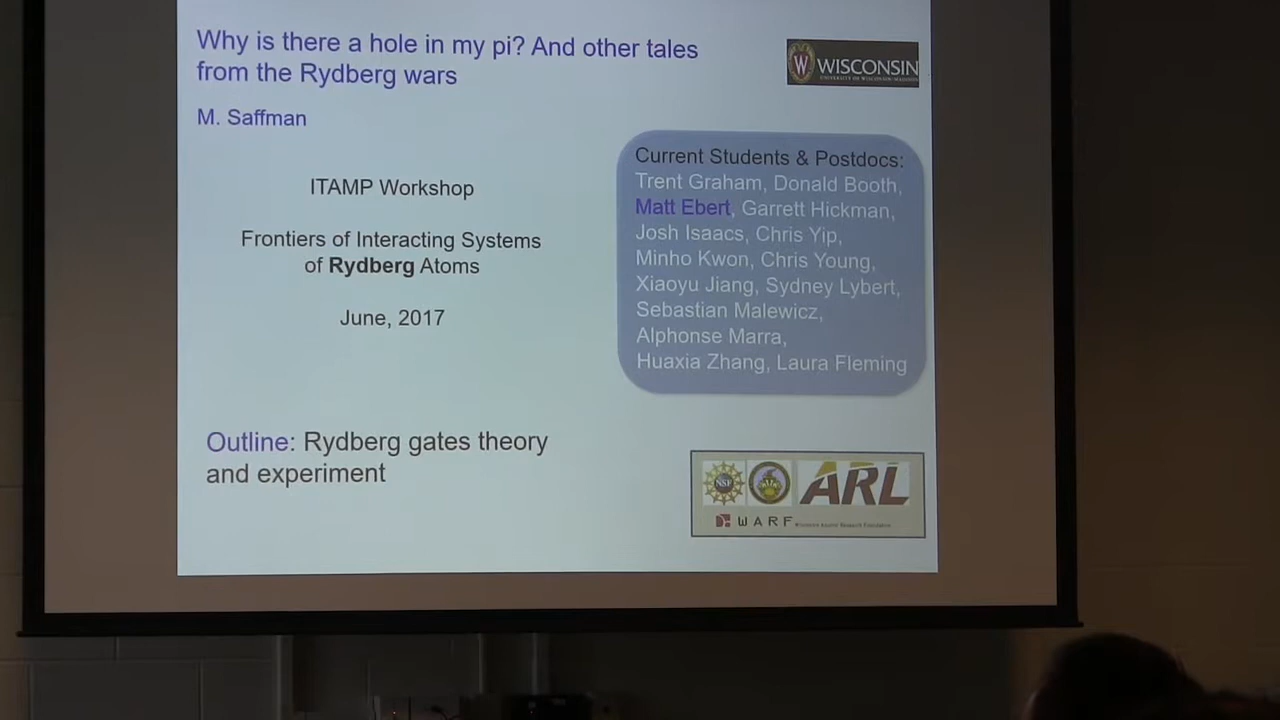 Why is there a hole in my pi? And other tales
from the Rydberg wars
WISCONSIN
M. Saffman
ITAMP Workshop
Frontiers of Interacting Systems
of Rydberg Atoms
June, 2017
Current Students & Postdocs:
Trent Graham, Donald Booth,
Matt Ebert, Garrett Hickman,
Josh Isaacs, Chris Yip,
Minho Kwon, Chris Young,
Xiaoyu Jiang, Sydney Lybert,
Sebastian Malewicz,
Alphonse Marra,
Huaxia Zhang, Laura Fleming
Outline: Rydberg gates theory
and experiment
NSF ARL
WARF